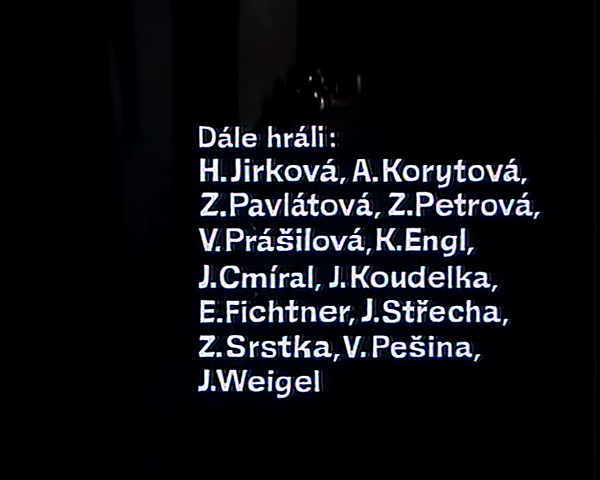 Dále hráli:
H. Jirková, A. Korytová,
Z. Pavlátová, Z. Petrová,
V. Prášilová, K. Engl,
J. Cmíral, J. Koudelka,
E. Fichtner, J. Střecha,
Z. Srstka, V. Pešina,
J. Weigel